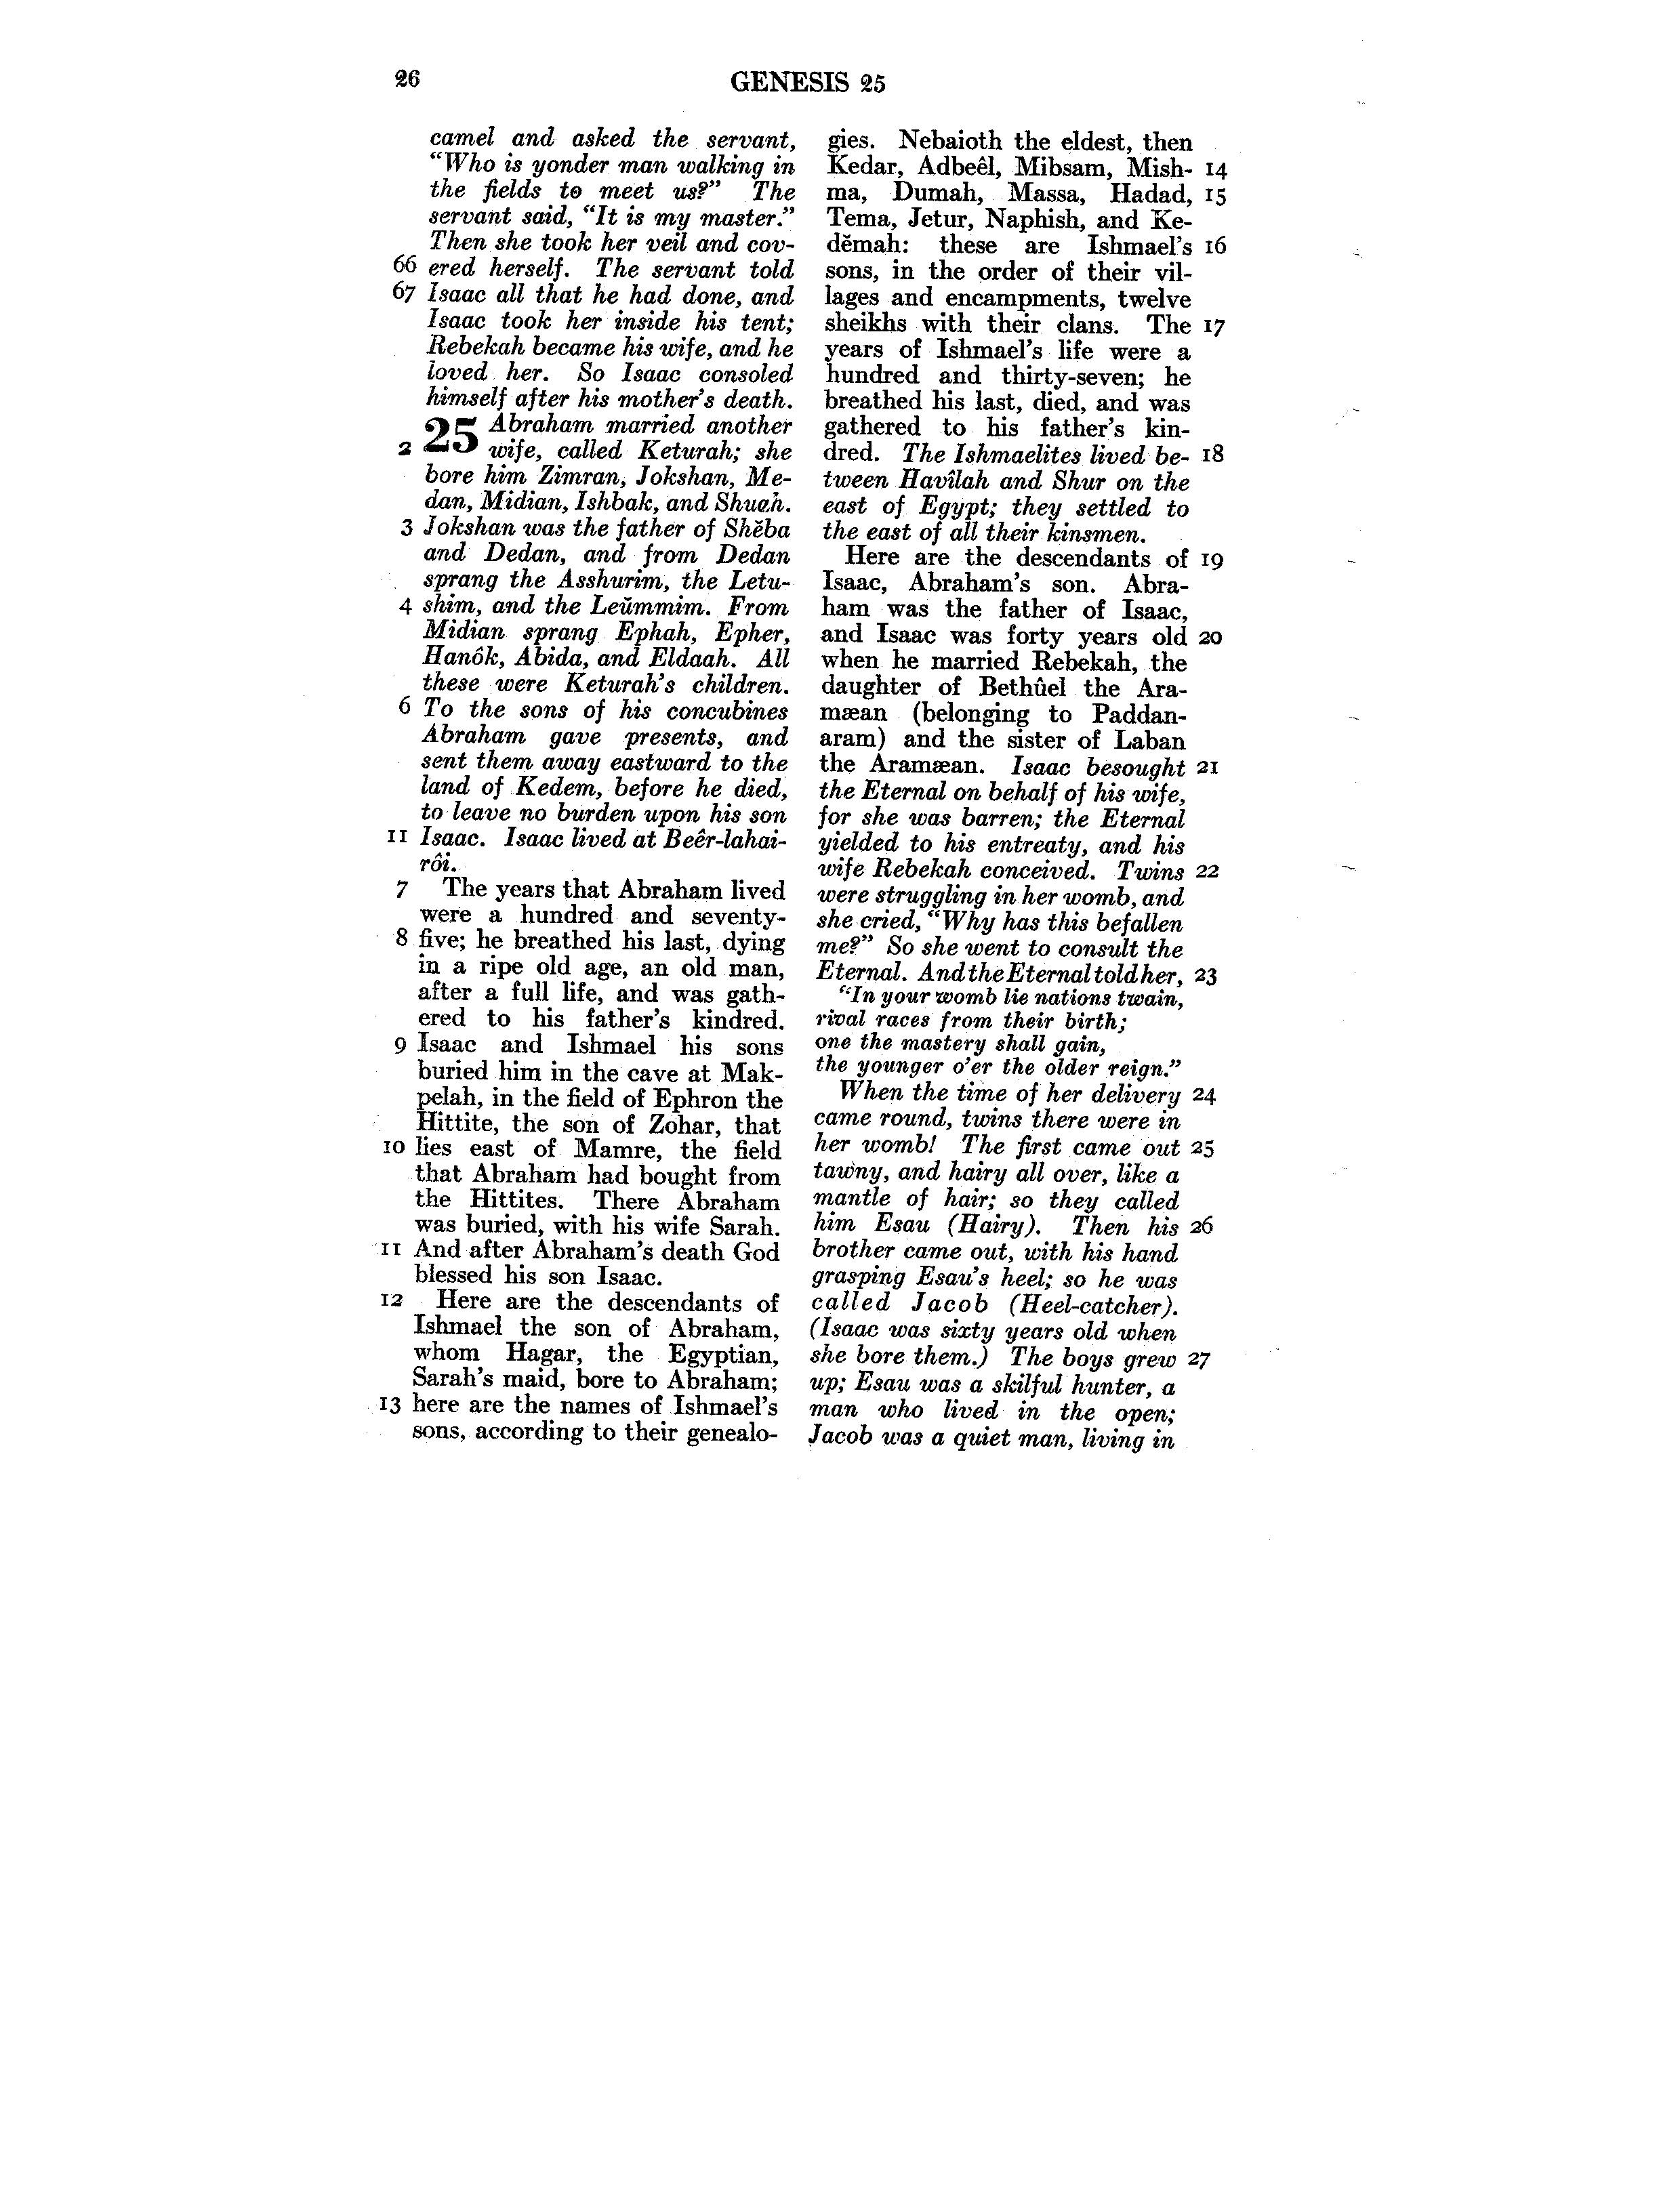 26
GENESIS 25
camel and asked the servant,
“Who is yonder man walking in
the fields to meet us?” The
servant said, “It is my master.”
Then she took her veil and cov-
66 ered herself. The servant told
67 Isaac all that he had done, and
Isaac took her inside his tent;
Rebekah became his wife, and he
loved her. So Isaac consoled
himself after his mother’s death.
25 Abraham married another
2 wife, called Keturah; she
bore him Zimran, Jokshan, Me-
dan, Midian, Ishbak, and Shuah.
3 Jokshan was the father of Shĕba
and Dedan, and from Dedan
sprang the Asshurim, the Letu-
4 shim, and the Leŭmmim. From
Midian sprang Ephah, Epher,
Hanôk, Abida, and Eldaah. All
these were Keturah’s children.
6 To the sons of his concubines
Abraham gave presents, and
sent them away eastward to the
land of Kedem, before he died,
to leave no burden upon his son
11 Isaac. Isaac lived at Beêr-lahai-
rôi.
7 The years that Abraham lived
were a hundred and seventy-
8 five; he breathed his last, dying
in a ripe old age, an old man,
after a full life, and was gath-
ered to his father’s kindred.
9 Isaac and Ishmael his sons
buried him in the cave at Mak-
pelah, in the field of Ephron the
Hittite, the son of Zohar, that
10 lies east of Mamre, the field
that Abraham had bought from
the Hittites. There Abraham
was buried, with his wife Sarah.
11 And after Abraham’s death God
blessed his son Isaac.
12 Here are the descendants of
Ishmael the son of Abraham,
whom Hagar, the Egyptian,
Sarah’s maid, bore to Abraham;
13 here are the names of Ishmael’s
sons, according to their genealo-
gies. Nebaioth the eldest, then
Kedar, Adbeêl, Mibsam, Mish- 14
ma, Dumah, Massa, Hadad, 15
Tema, Jetur, Naphish, and Ke-
dĕmah: these are Ishmael’s 16
sons, in the order of their vil-
lages and encampments, twelve
sheikhs with their clans. The 17
years of Ishmael’s life were a
hundred and thirty-seven; he
breathed his last, died, and was
gathered to his father’s kin-
dred. The Ishmaelites lived be- 18
tween Havîlah and Shur on the
east of Egypt; they settled to
the east of all their kinsmen.
Here are the descendants of 19
Isaac, Abraham’s son. Abra-
ham was the father of Isaac,
and Isaac was forty years old 20
when he married Rebekah, the
daughter of Bethûel the Ara-
mæan (belonging to Paddan-
aram) and the sister of Laban
the Aramæan. Isaac besought 21
the Eternal on behalf of his wife,
for she was barren; the Eternal
yielded to his entreaty, and his
wife Rebekah conceived. Twins 22
were struggling in her womb, and
she cried, “Why has this befallen
me?” So she went to consult the
Eternal. And the Eternal told her, 23
“In your womb lie nations twain,
rival races from their birth;
one the mastery shall gain,
the younger o’er the older reign.”
When the time of her delivery 24
came round, twins there were in
her womb! The first came out 25
tawny, and hairy all over, like a
mantle of hair; so they called
him Esau (Hairy). Then his 26
brother came out, with his hand
grasping Esau’s heel; so he was
called Jacob (Heel-catcher).
(Isaac was sixty years old when
she bore them.) The boys grew 27
up; Esau was a skilful hunter, a
man who lived in the open;
Jacob was a quiet man, living in